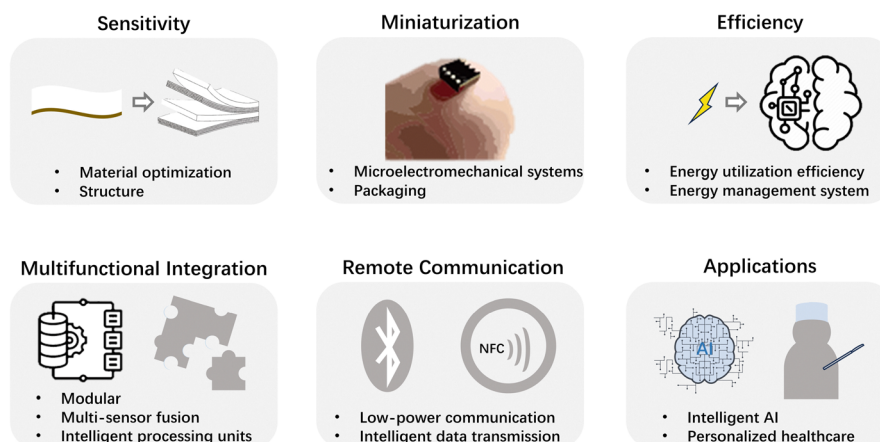 Sensitivity
• Material optimization
• Structure
Miniaturization
• Microelectromechanical systems
• Packaging
Efficiency
• Energy utilization efficiency
• Energy management system
Multifunctional Integration
• Modular
• Multi-sensor fusion
• Intelligent processing units
Remote Communication
NFC
• Low-power communication
• Intelligent data transmission
Applications
AI
• Intelligent AI
• Personalized healthcare